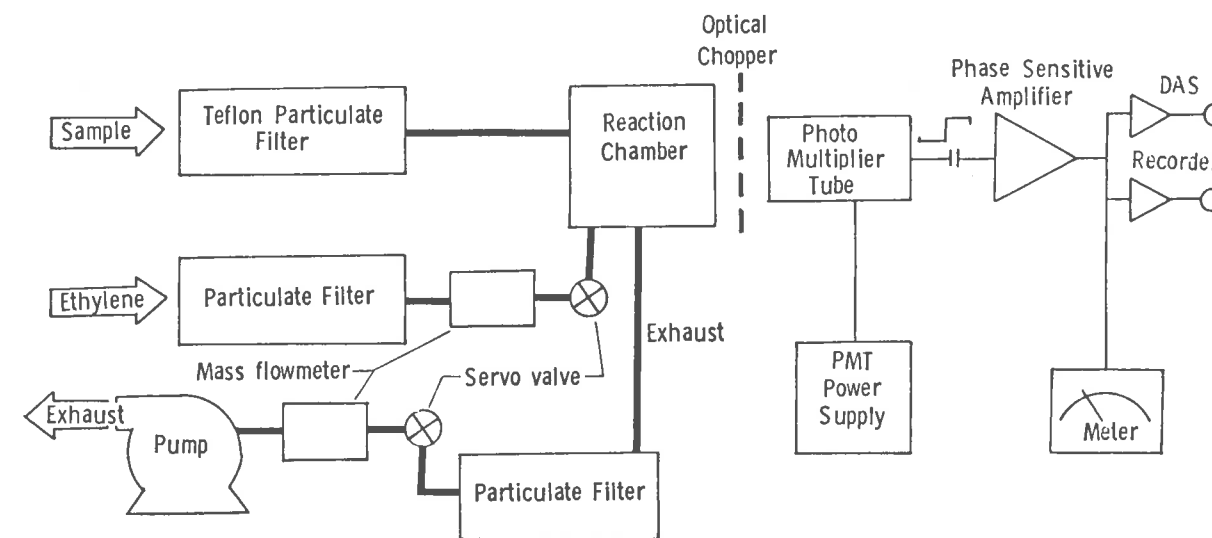 Optical
Chopper
Phase Sensitive
Amplifier
DAS
Sample
Teflon Particulate
Filter
Reaction
Chamber
Photo
Multiplier
Tube
Ethylene
Particulate Filter
Mass flowmeter
Servo valve
Exhaust
PMT
Power
Supply
Exhaust
Pump
Particulate Filter
Meter